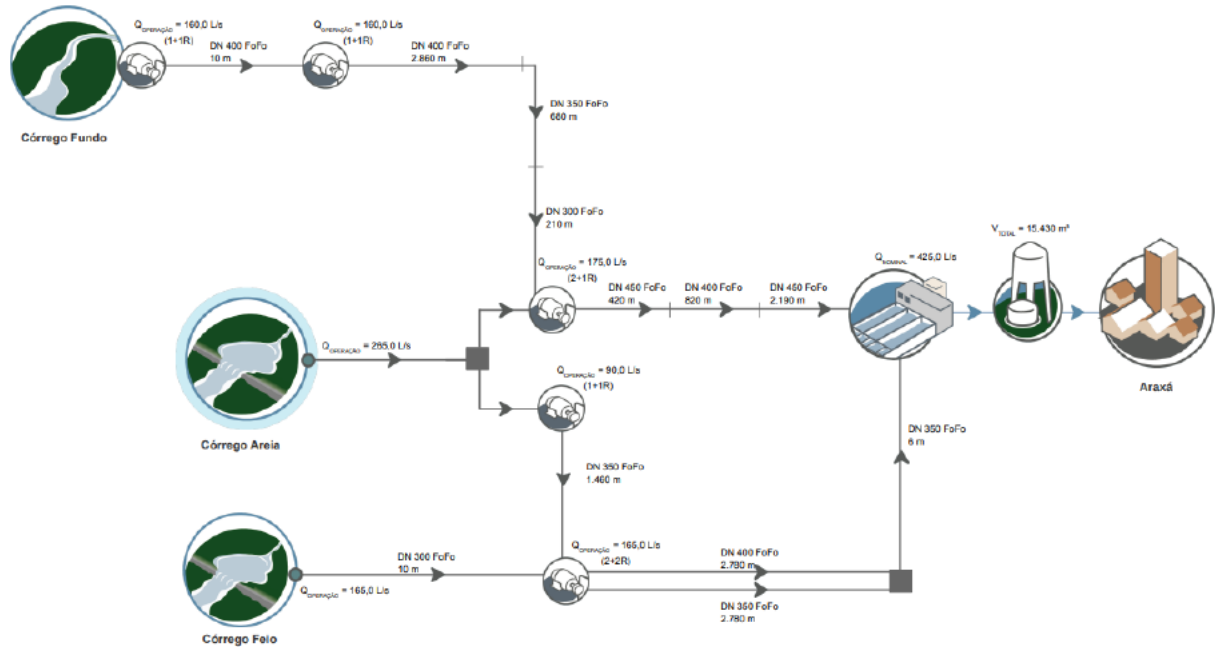 Q OPERAÇÃO = 160,0 L/s
(1+1R)
DN 400 FoFo
10 m
Q OPERAÇÃO = 160,0 L/s
(1+1R)
DN 400 FoFo
2.860 m
Córrego Fundo
DN 350 FoFo
680 m
DN 300 FoFo
210 m
Q OPERAÇÃO = 175,0 L/s
(2+1R)
DN 450 FoFo
420 m
DN 400 FoFo
820 m
DN 450 FoFo
2.190 m
Q NOMINAL = 425,0 L/s
V TOTAL = 15.430 m³
Araxá
Q OPERAÇÃO = 265,0 L/s
Córrego Areia
Q OPERAÇÃO = 90,0 L/s
(1+1R)
DN 350 FoFo
1.460 m
DN 350 FoFo
6 m
Q OPERAÇÃO = 165,0 L/s
(2+2R)
DN 300 FoFo
10 m
Q OPERAÇÃO = 165,0 L/s
Córrego Feio
DN 400 FoFo
2.780 m
DN 350 FoFo
2.780 m